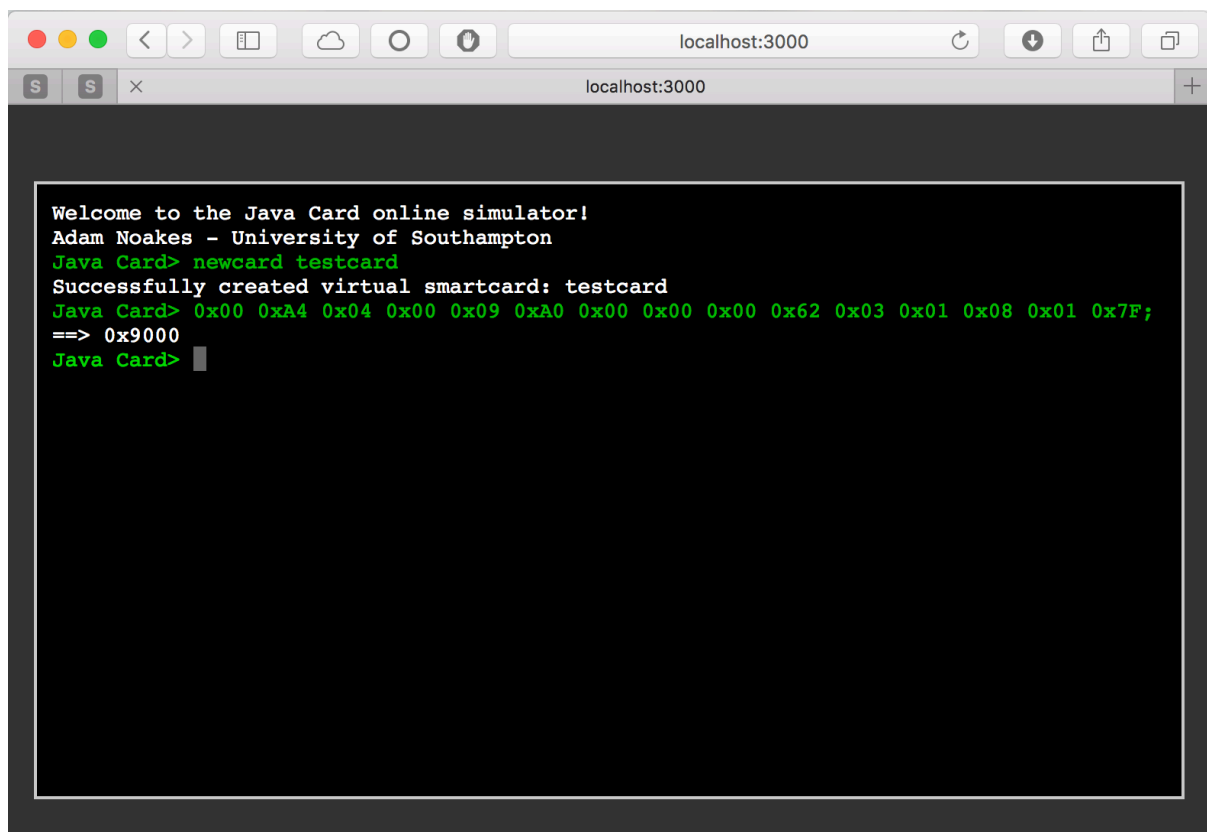 localhost:3000
S S localhost:3000
Welcome to the Java Card online simulator!
Adam Noakes – University of Southampton
Java Card> newcard testcard
Successfully created virtual smartcard: testcard
Java Card> 0x00 0xA4 0x04 0x00 0x09 0xA0 0x00 0x00 0x00 0x62 0x03 0x01 0x08 0x01 0x7F;
==> 0x9000
Java Card>